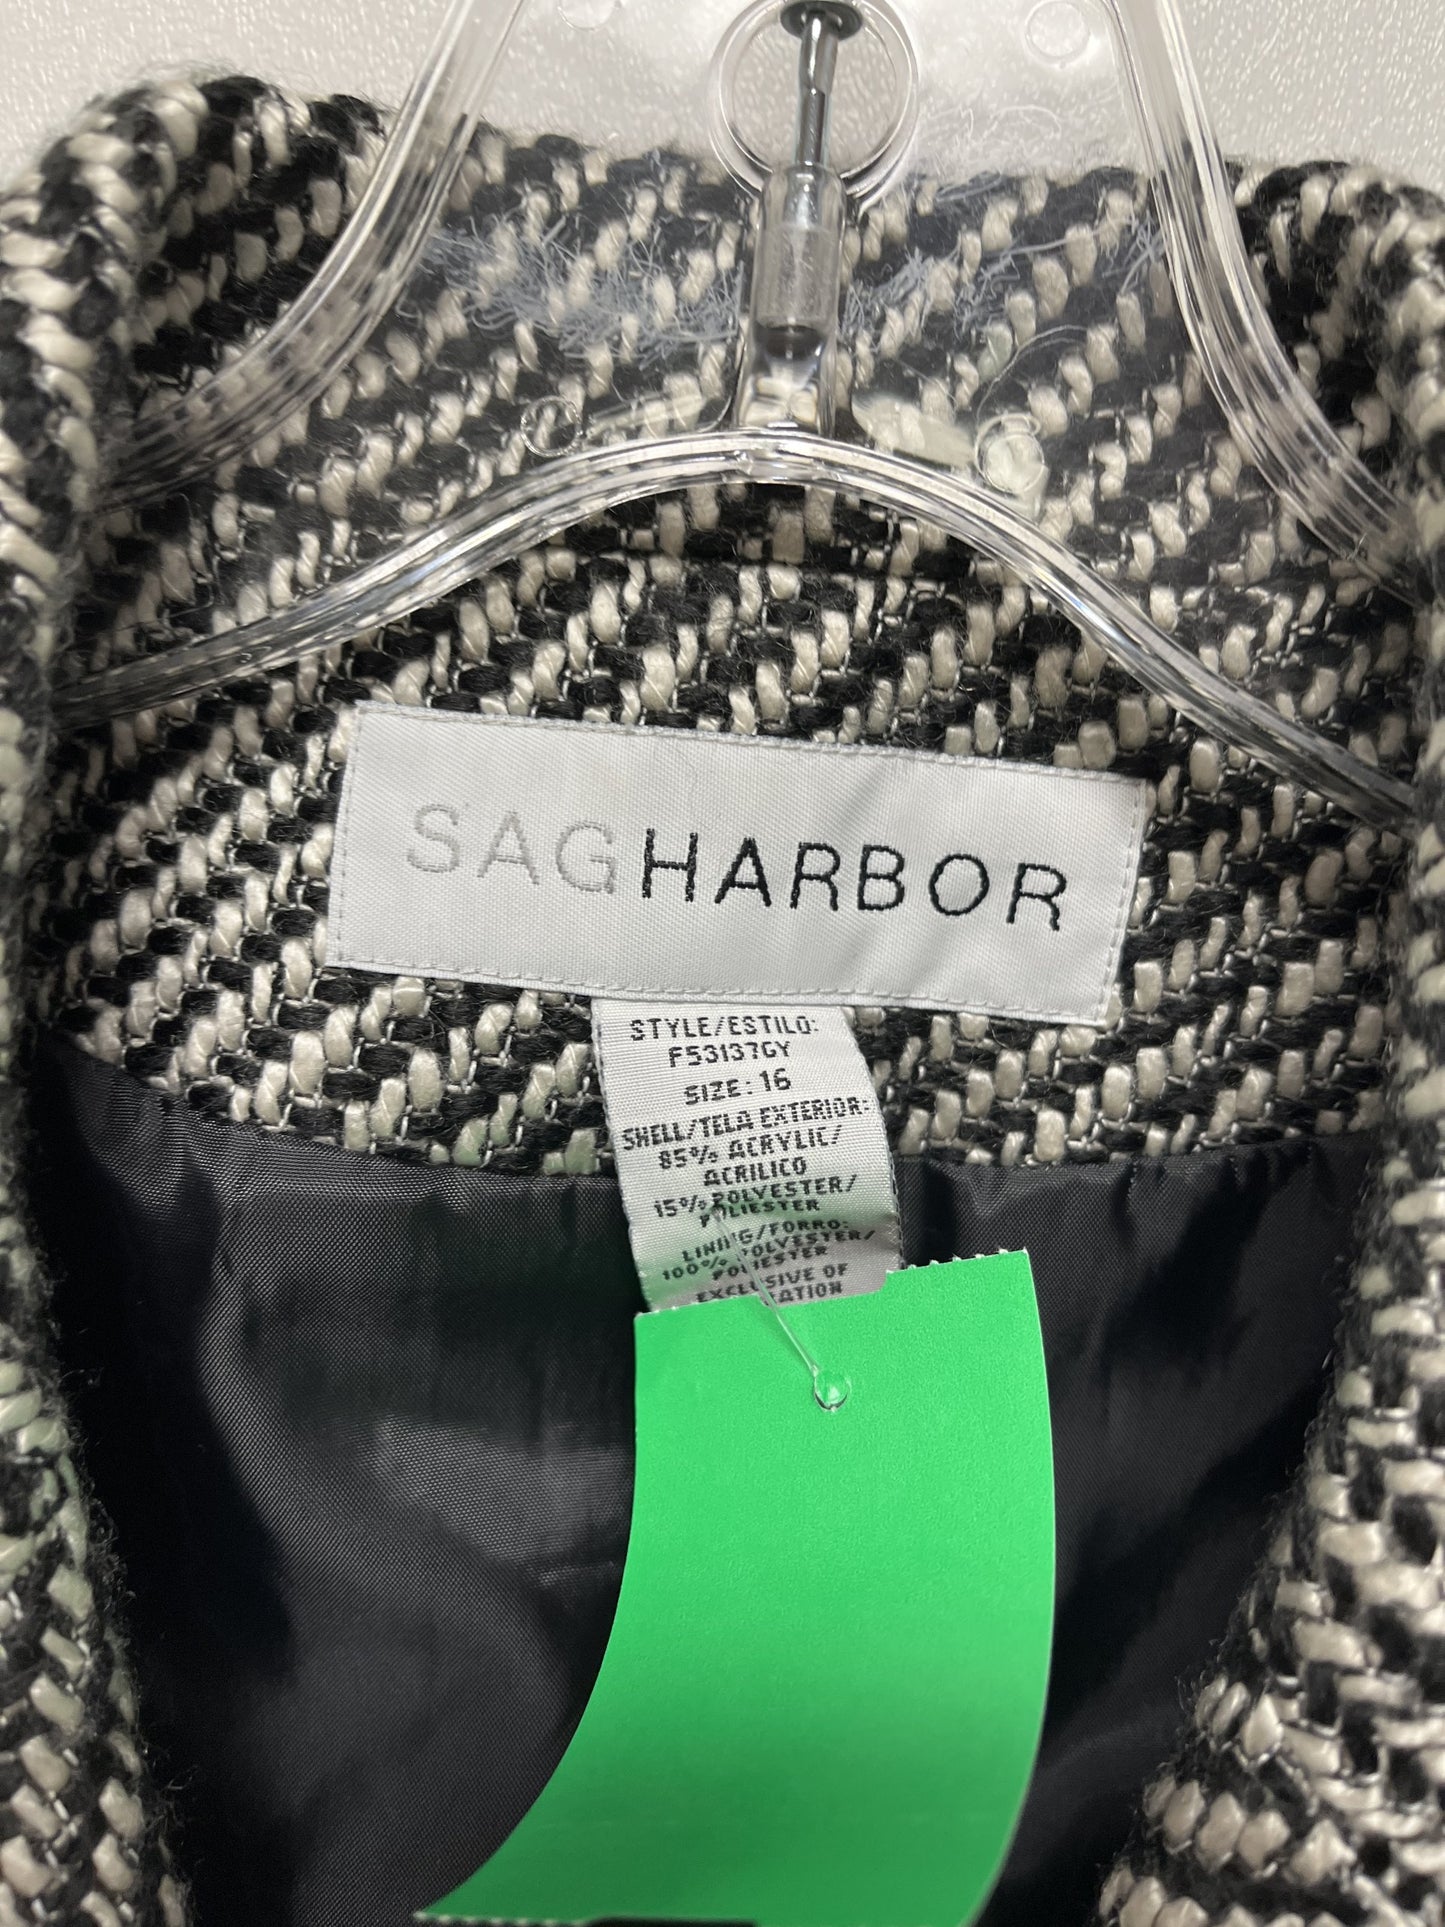 SAGHARBOR
STYLE/ESTILO:
F53137GY
SIZE: 16
SHELL/TELA EXTERIOR:
85% ACRYLIC/
ACRILICO
15% POLYESTER/
POLIESTER
LINING/FORRO:
100% POLYESTER/
POLIESTER
EXCLUSIVE OF